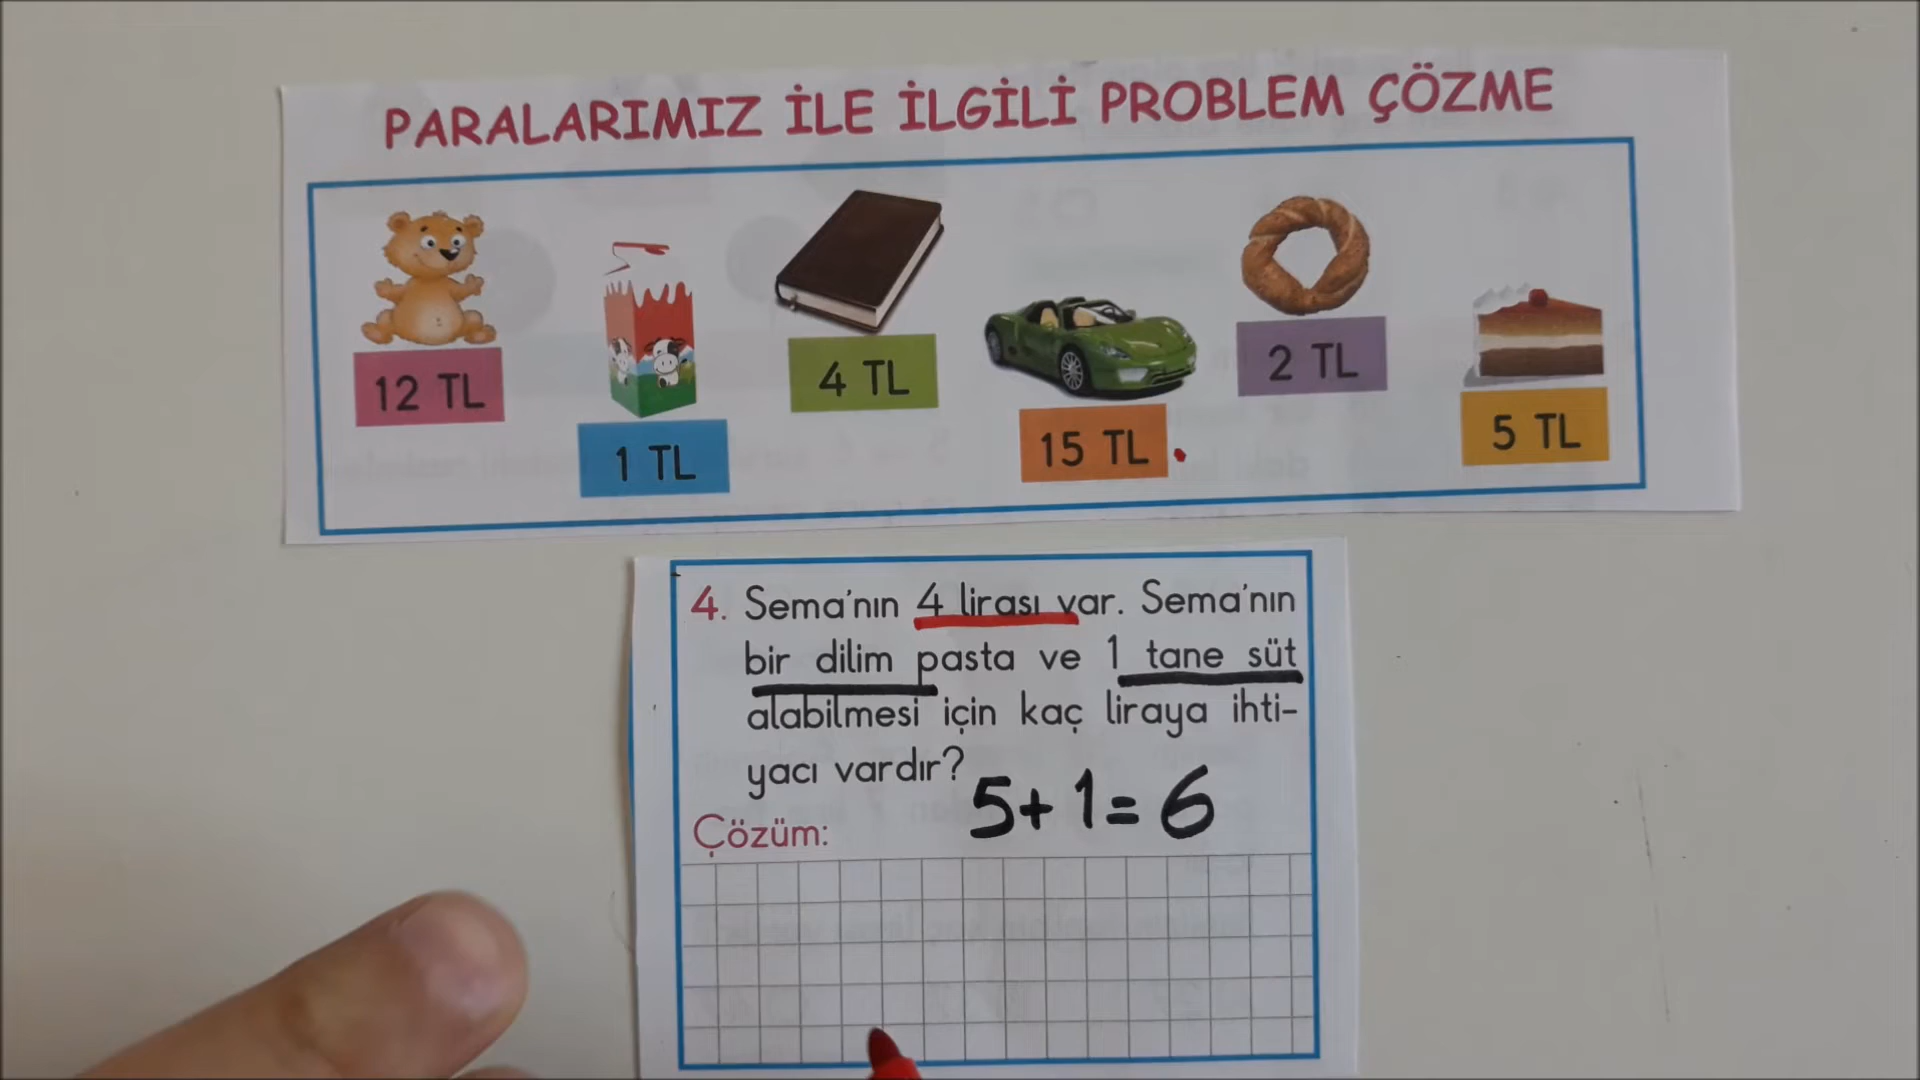 PARALARIMIZ İLE İLGİLİ PROBLEM ÇÖZME
12 TL
1 TL
4 TL
15 TL
2 TL
5 TL
4. Sema'nın 4 lirası var. Sema'nın
bir dilim pasta ve 1 tane süt
alabilmesi için kaç liraya ihti-
yacı vardır?
5+1=6
Çözüm: